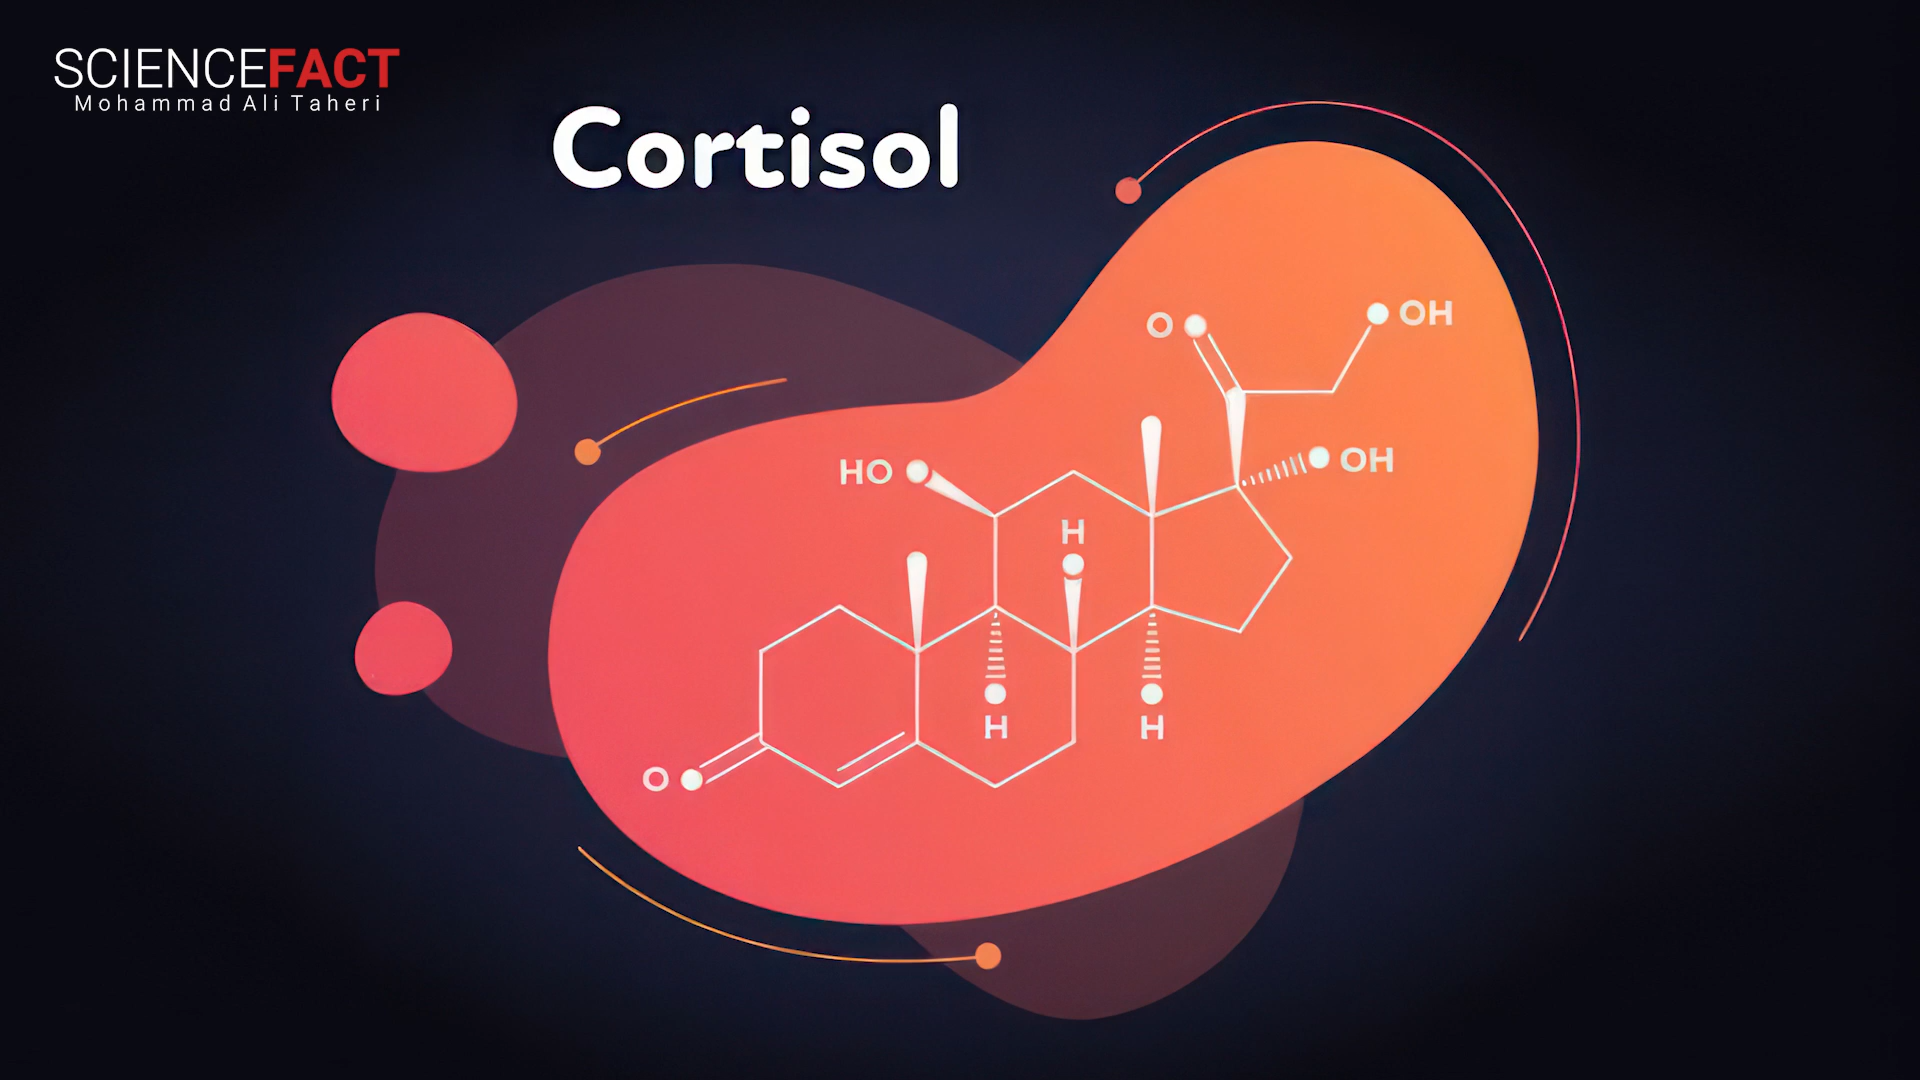 SCIENCEFACT
Mohammad Ali Taheri
Cortisol
O
OH
HO
OH
H
H
H
O